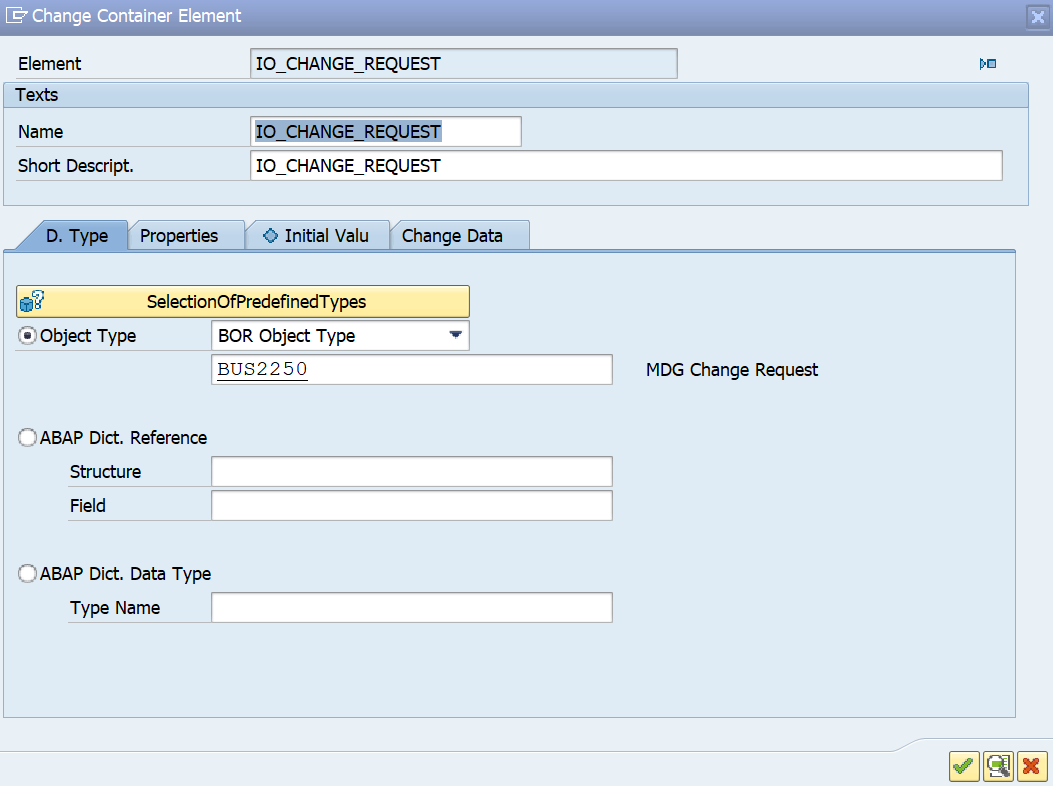 Change Container Element
Element IO_CHANGE_REQUEST
Texts
Name IO_CHANGE_REQUEST
Short Descript. IO_CHANGE_REQUEST
D. Type Properties Initial Valu Change Data
SelectionOfPredefinedTypes
Object Type BOR Object Type
BUS2250 MDG Change Request
ABAP Dict. Reference
Structure
Field
ABAP Dict. Data Type
Type Name